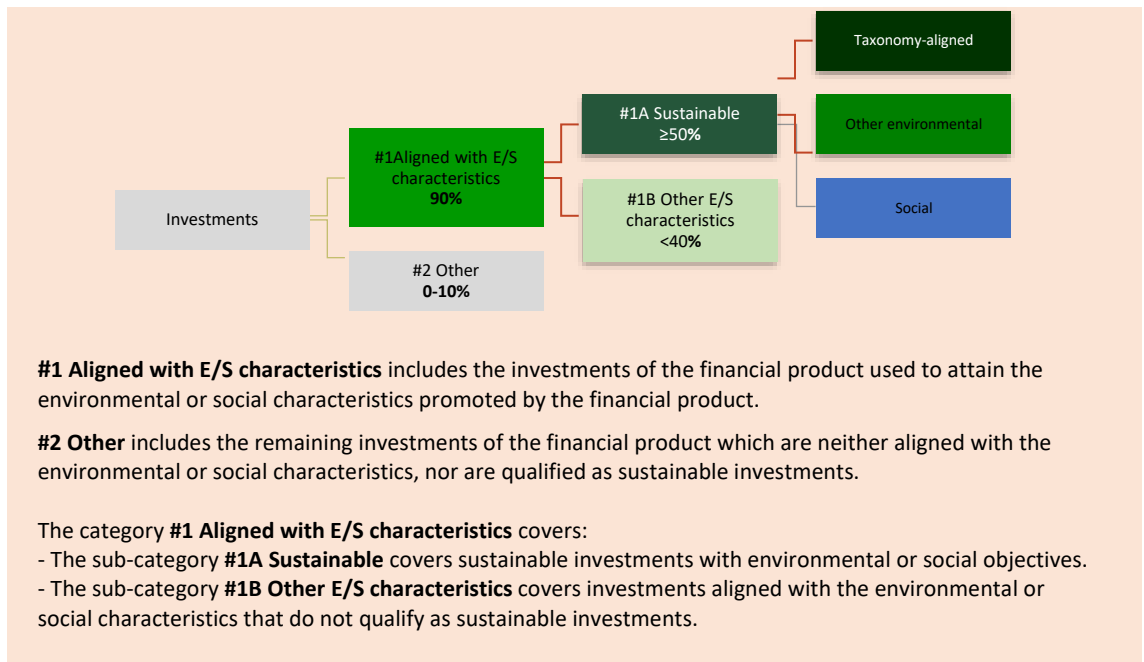 Taxonomy-aligned
#1A Sustainable
≥50%
Other environmental
#1Aligned with E/S
characteristics
90%
#1B Other E/S
characteristics
<40%
Social
Investments
#2 Other
0-10%
#1 Aligned with E/S characteristics includes the investments of the financial product used to attain the
environmental or social characteristics promoted by the financial product.
#2 Other includes the remaining investments of the financial product which are neither aligned with the
environmental or social characteristics, nor are qualified as sustainable investments.
The category #1 Aligned with E/S characteristics covers:
- The sub-category #1A Sustainable covers sustainable investments with environmental or social objectives.
- The sub-category #1B Other E/S characteristics covers investments aligned with the environmental or
social characteristics that do not qualify as sustainable investments.